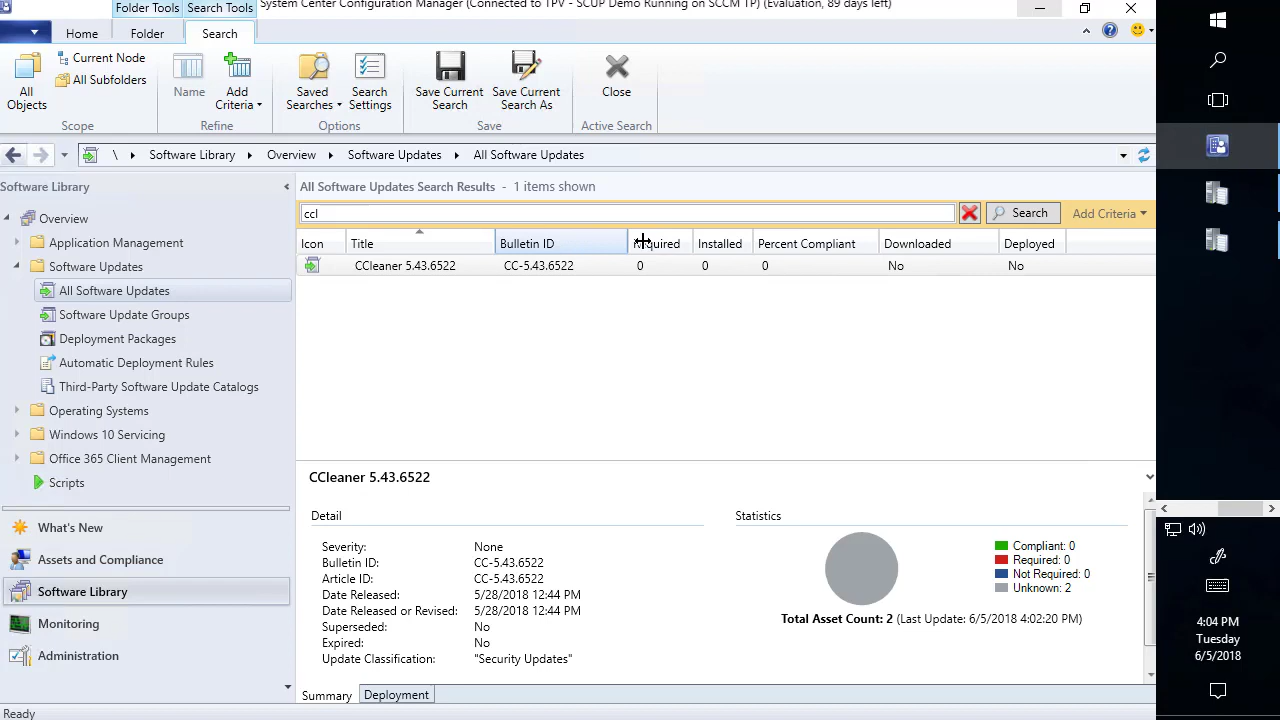 Folder Tools Search Tools System Center Configuration Manager (Connected to TPV - SCUP Demo Running on SCCM TP) (Evaluation, 89 days left)
Home Folder Search
All Objects
Current Node
All Subfolders
Scope
Name
Add Criteria
Refine
Saved Searches
Search Settings
Options
Save Current Search
Save Current Search As
Save
Close
Active Search
\ Software Library Overview Software Updates All Software Updates
Software Library
Overview
Application Management
Software Updates
All Software Updates
Software Update Groups
Deployment Packages
Automatic Deployment Rules
Third-Party Software Update Catalogs
Operating Systems
Windows 10 Servicing
Office 365 Client Management
Scripts
What's New
Assets and Compliance
Software Library
Monitoring
Administration
Ready
All Software Updates Search Results - 1 items shown
ccl Search Add Criteria
Icon Title Bulletin ID Required Installed Percent Compliant Downloaded Deployed
CCleaner 5.43.6522 CC-5.43.6522 0 0 0 No No
CCleaner 5.43.6522
Detail
Severity: None
Bulletin ID: CC-5.43.6522
Article ID: CC-5.43.6522
Date Released: 5/28/2018 12:44 PM
Date Released or Revised: 5/28/2018 12:44 PM
Superseded: No
Expired: No
Update Classification: "Security Updates"
Statistics
Compliant: 0
Required: 0
Not Required: 0
Unknown: 2
Total Asset Count: 2 (Last Update: 6/5/2018 4:02:20 PM)
Summary Deployment
4:04 PM
Tuesday
6/5/2018